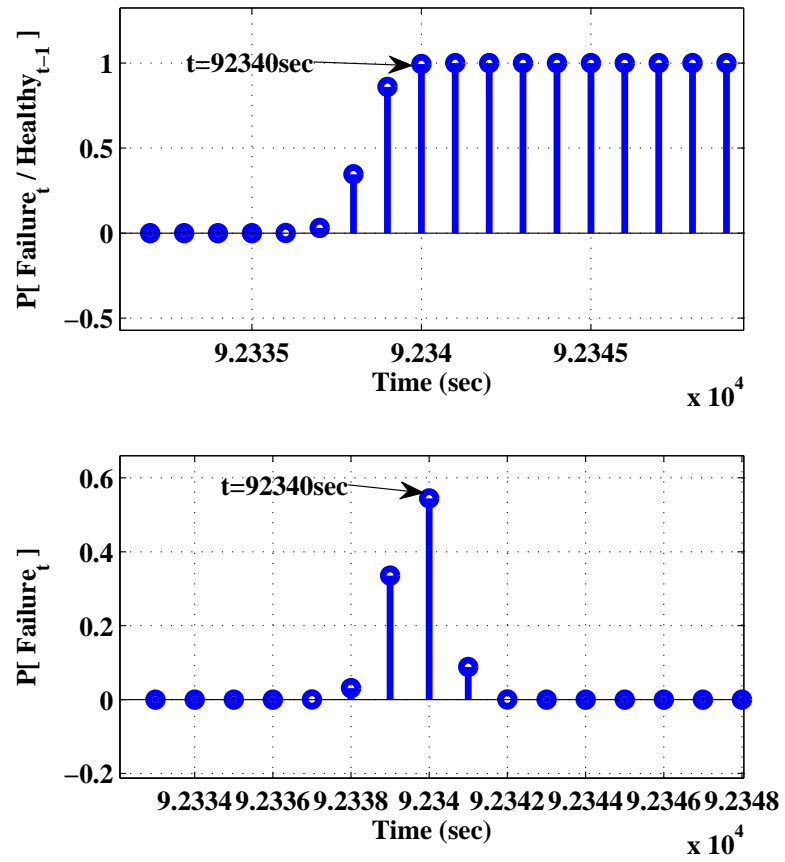 P[ Failure_t / Healthy_{t−1} ]
1
0.5
0
−0.5
t=92340sec
9.2335 9.234 9.2345
Time (sec)
x 10^4
P[ Failure_t ]
0.6
0.4
0.2
0
−0.2
t=92340sec
9.2334 9.2336 9.2338 9.234 9.2342 9.2344 9.2346 9.2348
Time (sec)
x 10^4